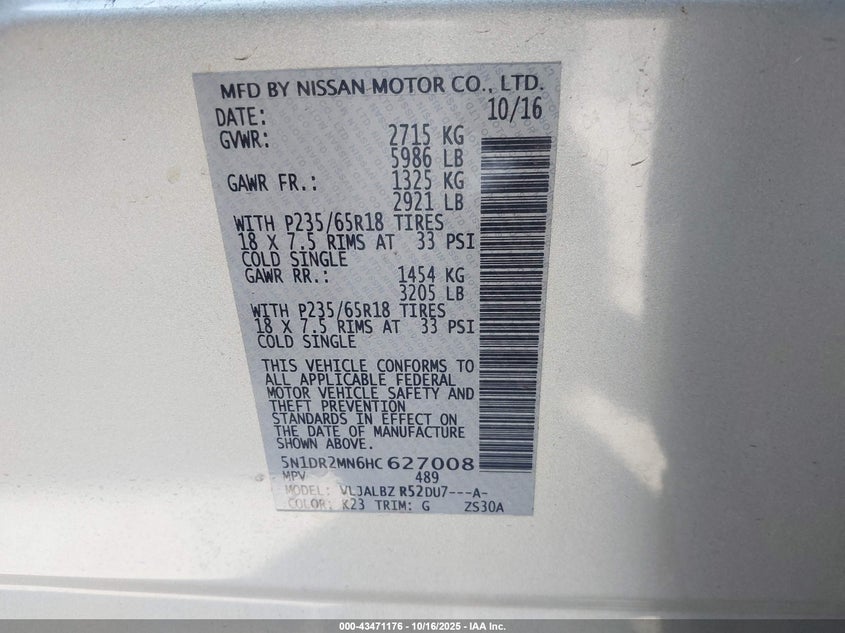 MFD BY NISSAN MOTOR CO., LTD.
DATE: 10/16
GVWR: 2715 KG
5986 LB
GAWR FR.: 1325 KG
2921 LB
WITH P235/65R18 TIRES
18 X 7.5 RIMS AT 33 PSI
COLD SINGLE
GAWR RR.: 1454 KG
3205 LB
WITH P235/65R18 TIRES
18 X 7.5 RIMS AT 33 PSI
COLD SINGLE
THIS VEHICLE CONFORMS TO
ALL APPLICABLE FEDERAL
MOTOR VEHICLE SAFETY AND
THEFT PREVENTION
STANDARDS IN EFFECT ON
THE DATE OF MANUFACTURE
SHOWN ABOVE.
5N1DR2MN6HC 627008
MPV 489
MODEL: VLJALBZ R52DU7---A-
COLOR: K23 TRIM: G ZS30A
000-43471176 - 10/16/2025 - IAA Inc.